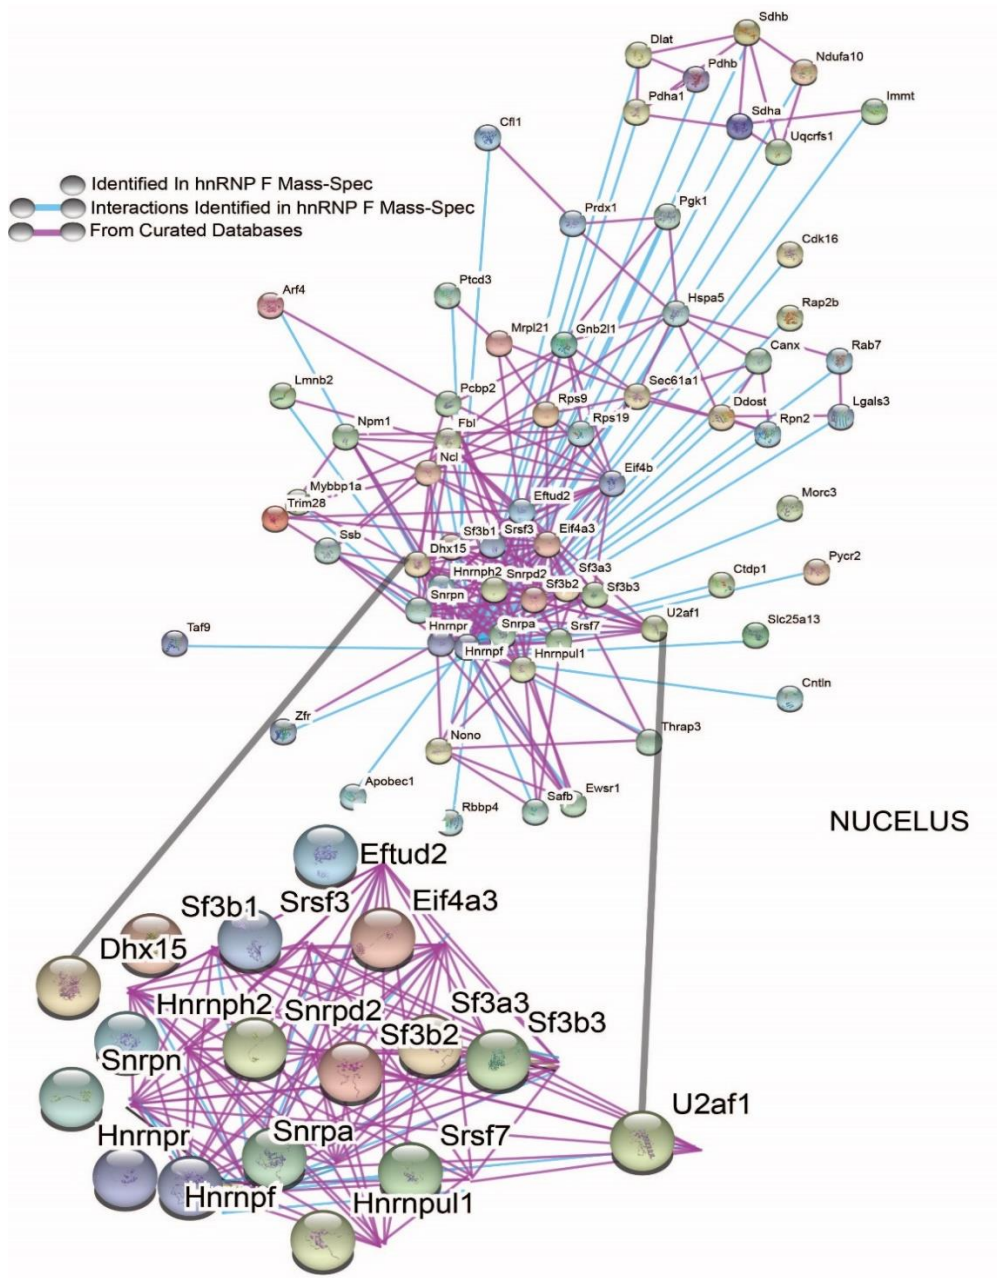 Sdhb
Dlat
Ndufa10
Pdhb
Pdha1
Immt
Sdha
Cfl1
Uqcrfs1
Identified In hnRNP F Mass-Spec
Interactions Identified in hnRNP F Mass-Spec
From Curated Databases
Prdx1
Pgk1
Cdk16
Ptcd3
Arf4
Hspa5
Rap2b
Mrpl21
Gnb2l1
Canx
Rab7
Lmnb2
Pcbp2
Sec61a1
Rps9
Ddost
Lgals3
Npm1
Fbl
Rps19
Rpn2
Ncl
Eif4b
Mybbp1a
Eftud2
Morc3
Trim28
Sf3b1
Srsf3
Eif4a3
Ssb
Dhx15
Pycr2
Hnrnph2
Snrpd2
Sf3a3
Ctdp1
Sf3b2
Sf3b3
Snrpn
U2af1
Hnrnpr
Snrpa
Srsf7
Slc25a13
Taf9
Hnrnpf
Hnrnpul1
Cntln
Zfr
Thrap3
Nono
Apobec1
Ewsr1
Safb
Rbbp4
NUCELUS
Eftud2
Sf3b1
Srsf3
Eif4a3
Dhx15
Hnrnph2
Snrpd2
Sf3a3
Sf3b2
Sf3b3
Snrpn
U2af1
Hnrnpr
Snrpa
Srsf7
Hnrnpf
Hnrnpul1